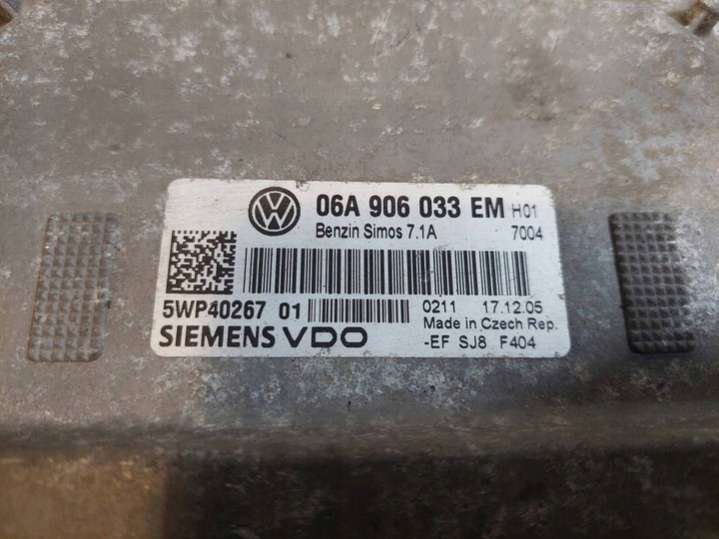 06A 906 033 EM H01
Benzin Simos 7.1A 7004
5WP40267 01 0211 17.12.05
Made in Czech Rep.
SIEMENS VDO -EF SJ8 F404